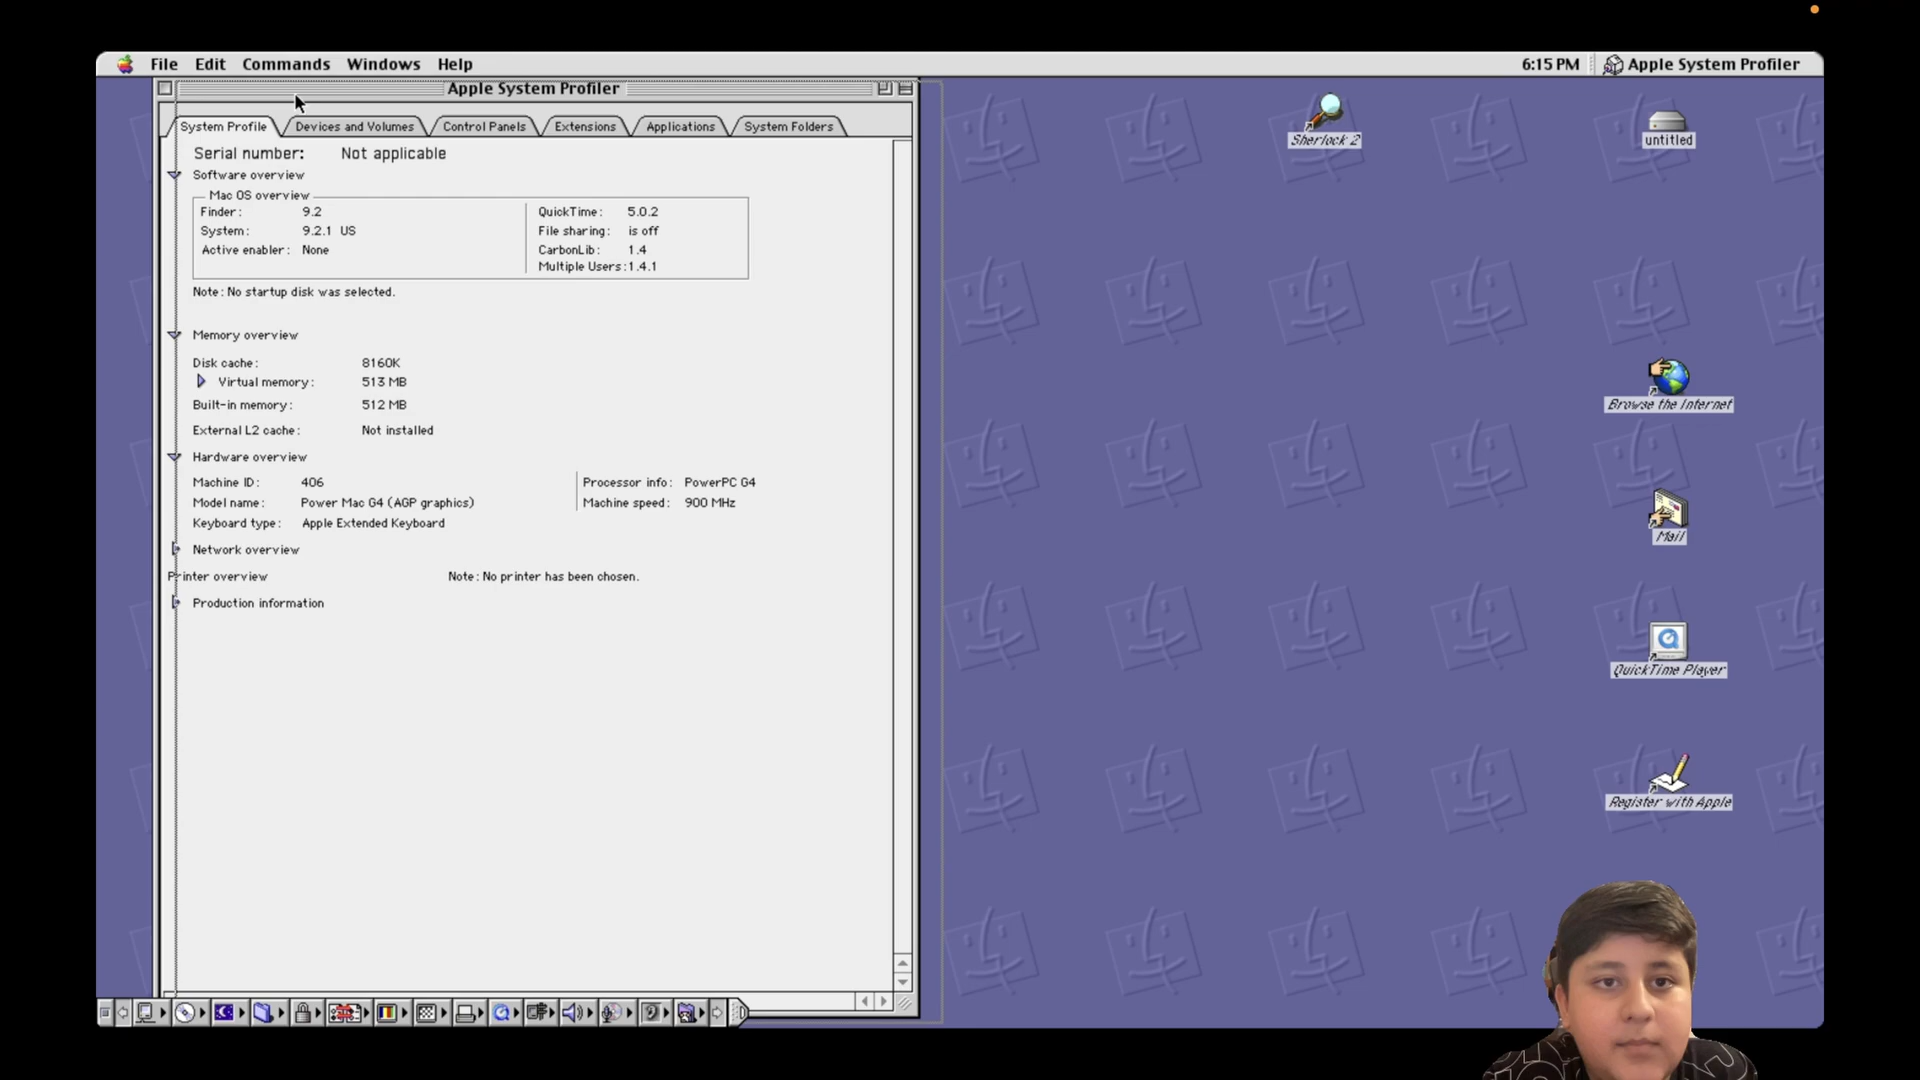 File Edit Commands Windows Help 6:15 PM Apple System Profiler
Apple System Profiler
System Profile Devices and Volumes Control Panels Extensions Applications System Folders
Serial number: Not applicable
Software overview
Mac OS overview
Finder: 9.2 QuickTime: 5.0.2
System: 9.2.1 US File sharing: is off
Active enabler: None CarbonLib: 1.4
Multiple Users: 1.4.1
Note: No startup disk was selected.
Memory overview
Disk cache: 8160K
Virtual memory: 513 MB
Built-in memory: 512 MB
External L2 cache: Not installed
Hardware overview
Machine ID: 406 Processor info: PowerPC G4
Model name: Power Mac G4 (AGP graphics) Machine speed: 900 MHz
Keyboard type: Apple Extended Keyboard
Network overview
Printer overview Note: No printer has been chosen.
Production information
Sherlock 2
untitled
Browse the Internet
Mail
QuickTime Player
Register with Apple